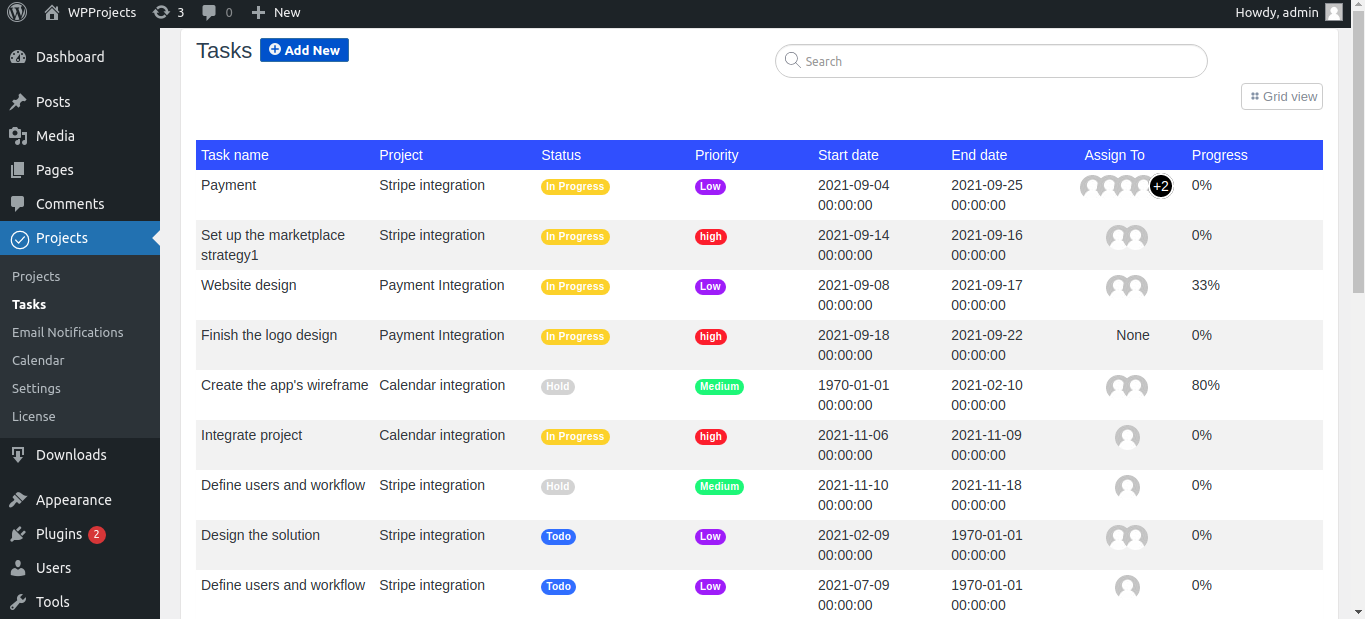 WPProjects 3 0 New Howdy, admin
Dashboard
Posts
Media
Pages
Comments
Projects
Projects
Tasks
Email Notifications
Calendar
Settings
License
Downloads
Appearance
Plugins 2
Users
Tools
Tasks Add New
Search
Grid view
Task name Project Status Priority Start date End date Assign To Progress
Payment Stripe integration In Progress Low 2021-09-04 2021-09-25 +2 0%
00:00:00 00:00:00
Set up the marketplace Stripe integration In Progress high 2021-09-14 2021-09-16 0%
strategy1 00:00:00 00:00:00
Website design Payment Integration In Progress Low 2021-09-08 2021-09-17 33%
00:00:00 00:00:00
Finish the logo design Payment Integration In Progress high 2021-09-18 2021-09-22 None 0%
00:00:00 00:00:00
Create the app's wireframe Calendar integration Hold Medium 1970-01-01 2021-02-10 80%
00:00:00 00:00:00
Integrate project Calendar integration In Progress high 2021-11-06 2021-11-09 0%
00:00:00 00:00:00
Define users and workflow Stripe integration Hold Medium 2021-11-10 2021-11-18 0%
00:00:00 00:00:00
Design the solution Stripe integration Todo Low 2021-02-09 1970-01-01 0%
00:00:00 00:00:00
Define users and workflow Stripe integration Todo Low 2021-07-09 1970-01-01 0%
00:00:00 00:00:00